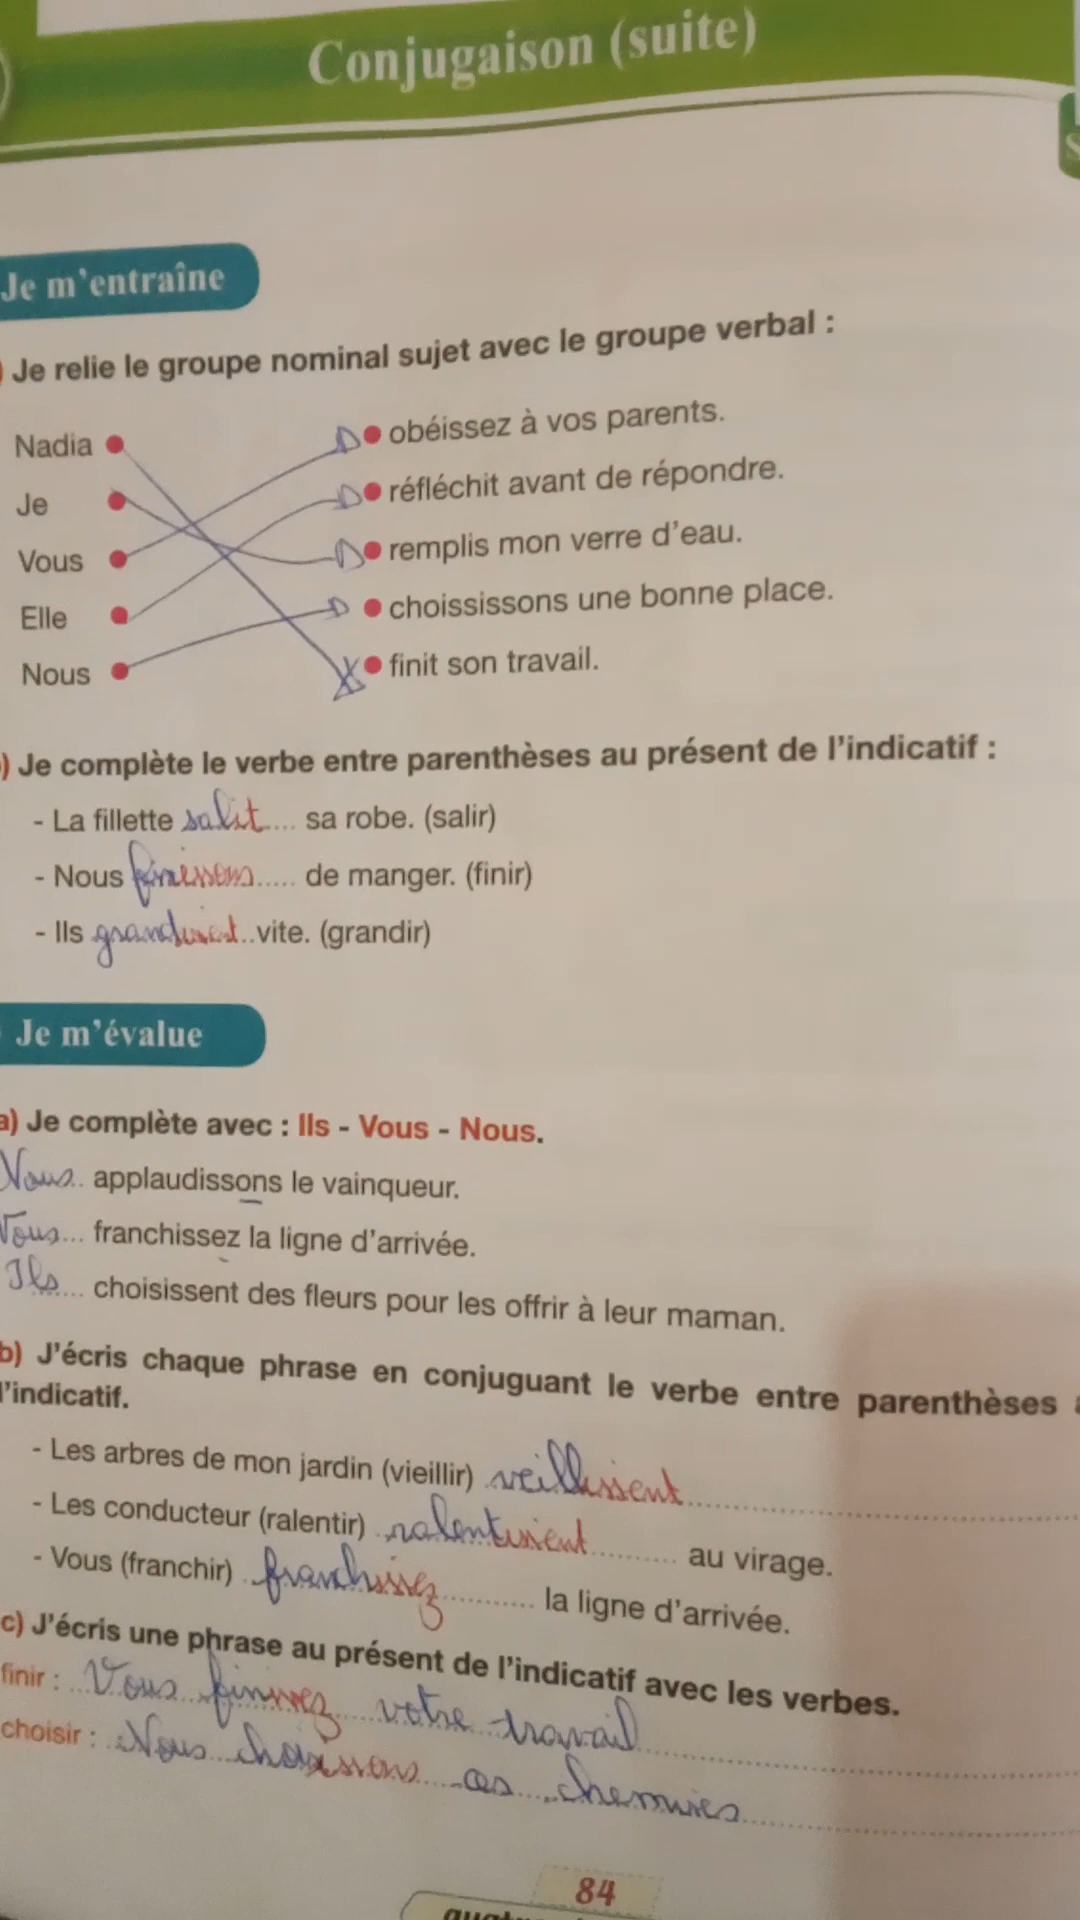 Conjugaison (suite)
Je m'entraîne
Je relie le groupe nominal sujet avec le groupe verbal :
Nadia
obéissez à vos parents.
Je
réfléchit avant de répondre.
Vous
remplis mon verre d'eau.
Elle
choississons une bonne place.
Nous
finit son travail.
) Je complète le verbe entre parenthèses au présent de l'indicatif :
- La fillette salit.... sa robe. (salir)
- Nous finissons..... de manger. (finir)
- Ils grandissent..vite. (grandir)
Je m'évalue
a) Je complète avec : Ils - Vous - Nous.
Nous.. applaudissons le vainqueur.
Vous... franchissez la ligne d'arrivée.
Ils.... choisissent des fleurs pour les offrir à leur maman.
b) J'écris chaque phrase en conjuguant le verbe entre parenthèses
l'indicatif.
- Les arbres de mon jardin (vieillir) veillissent
- Les conducteur (ralentir) ralentissent au virage.
- Vous (franchir) franchissez la ligne d'arrivée.
c) J'écris une phrase au présent de l'indicatif avec les verbes.
finir : Vous finissez votre travail
choisir : Nous choisissons ces chemises
84